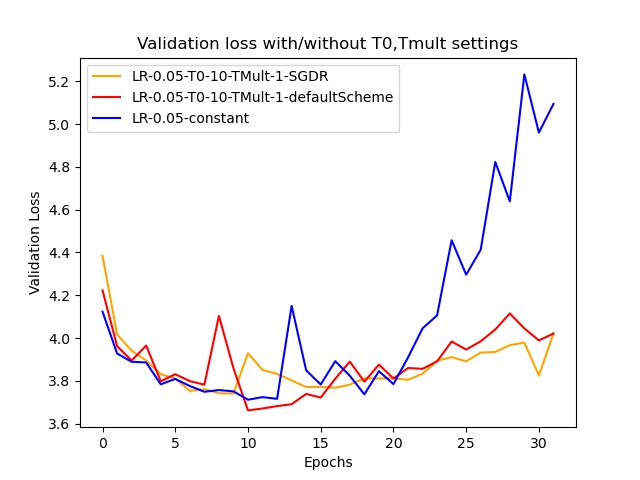 Validation loss with/without T0,Tmult settings
LR-0.05-T0-10-TMult-1-SGDR
LR-0.05-T0-10-TMult-1-defaultScheme
LR-0.05-constant
Validation Loss
5.2
5.0
4.8
4.6
4.4
4.2
4.0
3.8
3.6
0 5 10 15 20 25 30
Epochs